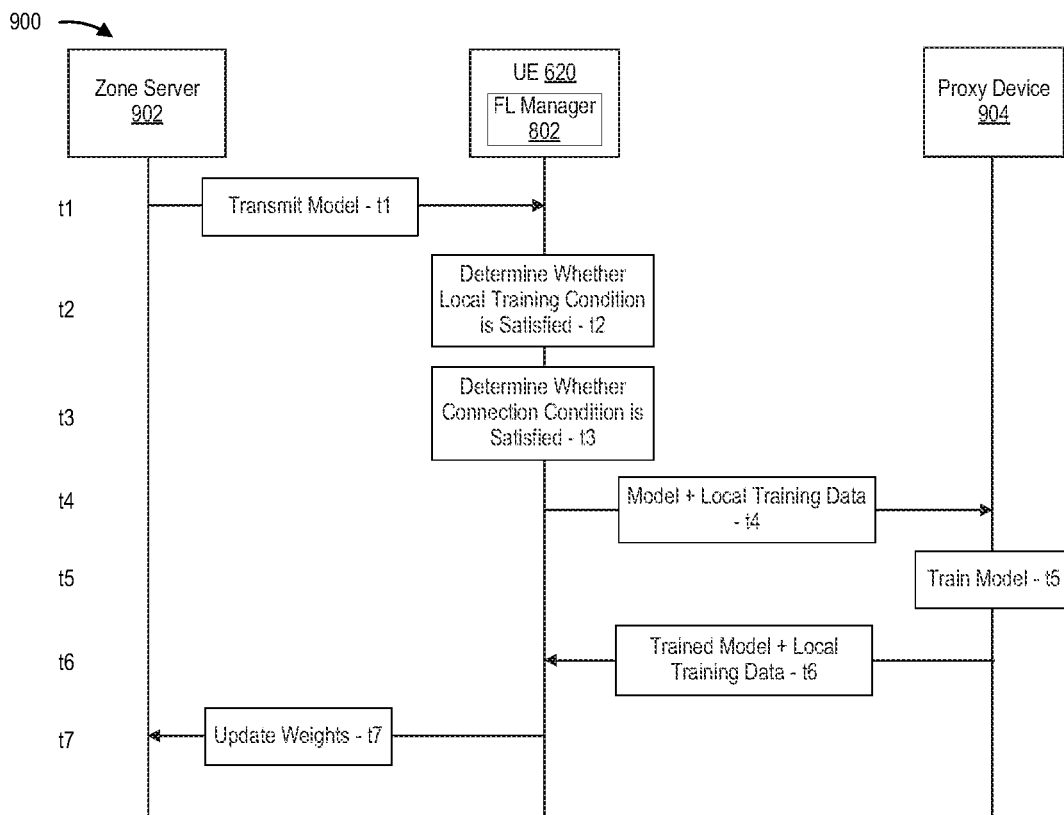 900
Zone Server
902
UE 620
FL Manager
802
Proxy Device
904
t1
Transmit Model - t1
t2
Determine Whether
Local Training Condition
is Satisfied - t2
t3
Determine Whether
Connection Condition is
Satisfied - t3
t4
Model + Local Training Data
- t4
t5
Train Model - t5
t6
Trained Model + Local
Training Data - t6
t7
Update Weights - t7